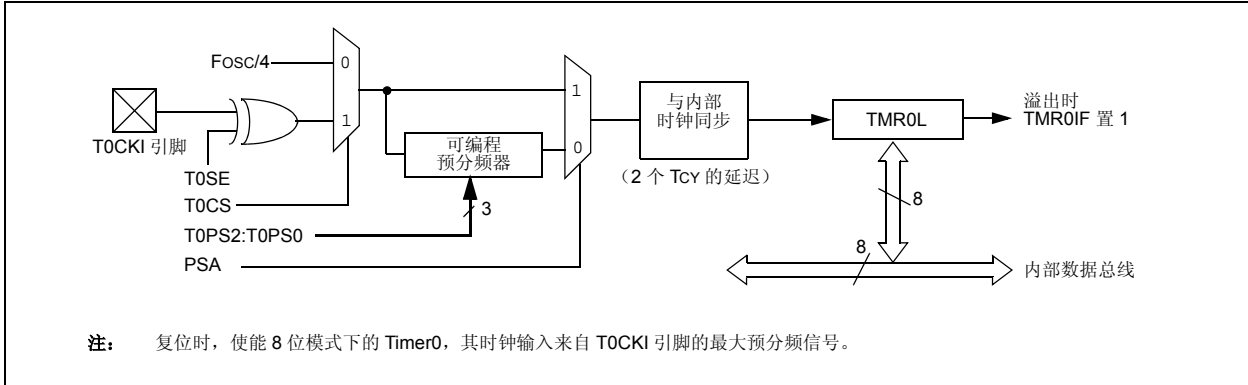 FOSC/4
0
1
T0CKI 引脚
T0SE
T0CS
T0PS2:T0PS0
PSA
可编程
预分频器
3
1
0
与内部
时钟同步
（2 个 TCY 的延迟）
TMR0L
溢出时
TMR0IF 置 1
8
8
内部数据总线
注： 复位时，使能 8 位模式下的 Timer0，其时钟输入来自 T0CKI 引脚的最大预分频信号。